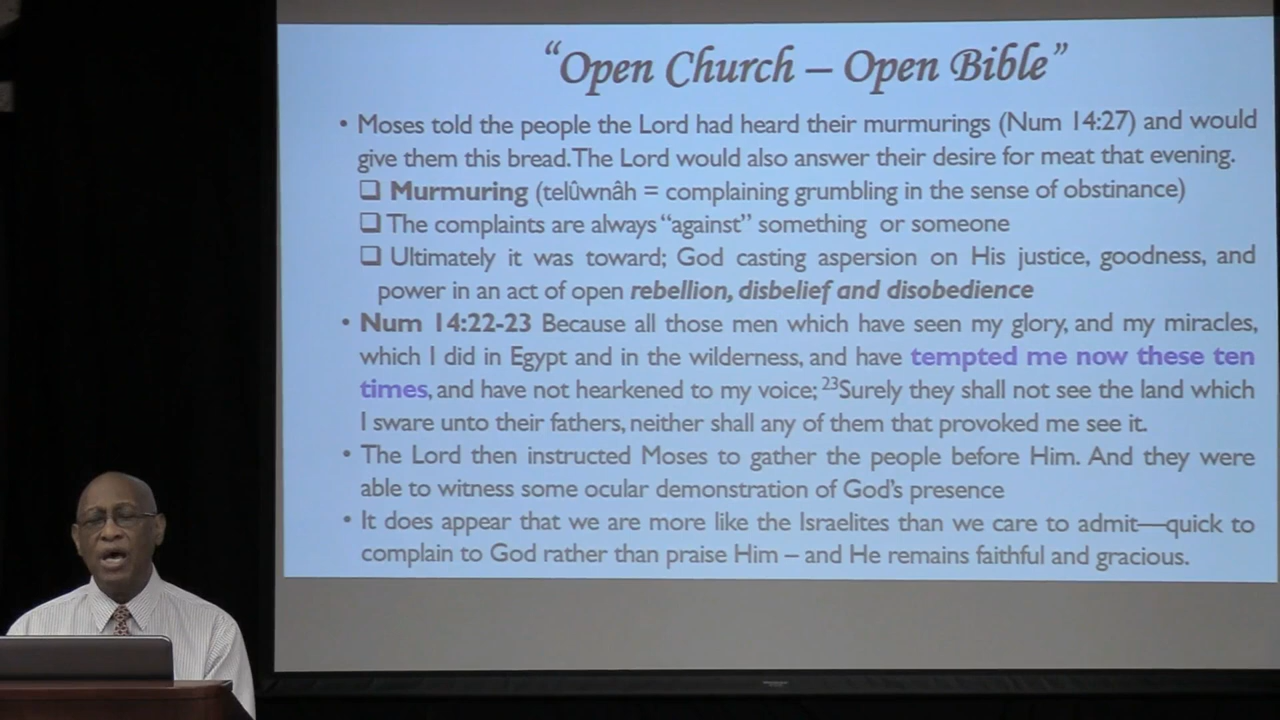 “Open Church – Open Bible”
• Moses told the people the Lord had heard their murmurings (Num 14:27) and would
give them this bread.The Lord would also answer their desire for meat that evening.
❑ Murmuring (telûwnâh = complaining grumbling in the sense of obstinance)
❑ The complaints are always “against” something or someone
❑ Ultimately it was toward; God casting aspersion on His justice, goodness, and
power in an act of open rebellion, disbelief and disobedience
• Num 14:22-23 Because all those men which have seen my glory, and my miracles,
which I did in Egypt and in the wilderness, and have tempted me now these ten
times, and have not hearkened to my voice; 23Surely they shall not see the land which
I sware unto their fathers, neither shall any of them that provoked me see it.
• The Lord then instructed Moses to gather the people before Him. And they were
able to witness some ocular demonstration of God’s presence
• It does appear that we are more like the Israelites than we care to admit—quick to
complain to God rather than praise Him – and He remains faithful and gracious.